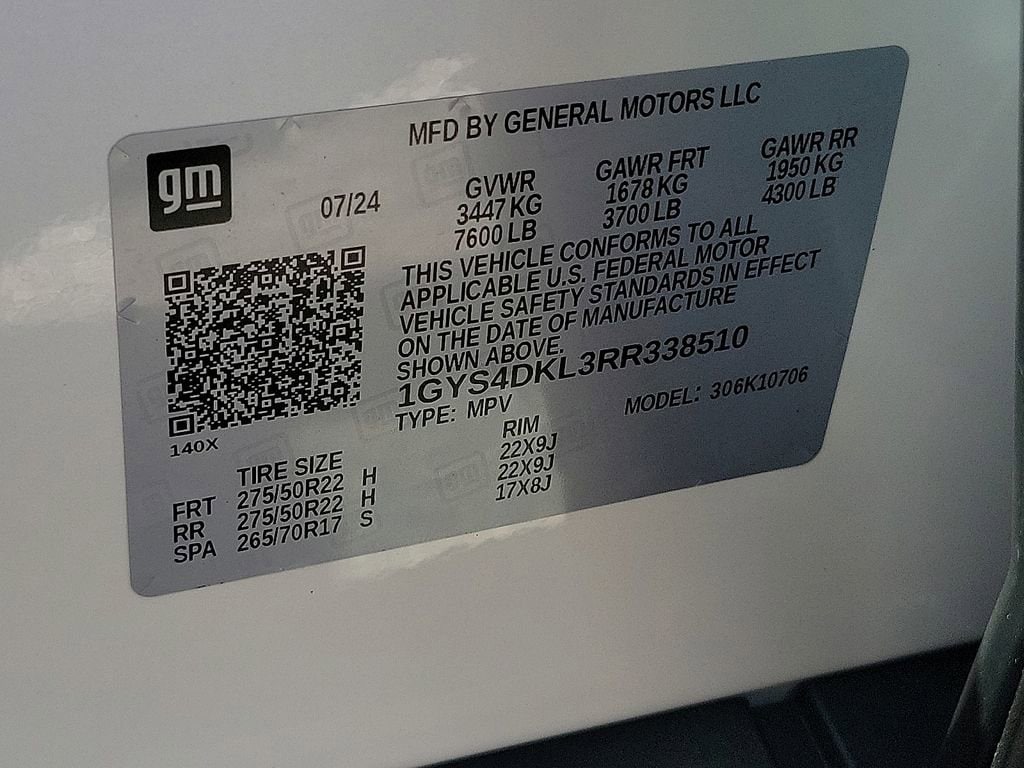 MFD BY GENERAL MOTORS LLC
gm
07/24
GVWR GAWR FRT GAWR RR
3447 KG 1678 KG 1950 KG
7600 LB 3700 LB 4300 LB
THIS VEHICLE CONFORMS TO ALL
APPLICABLE U.S. FEDERAL MOTOR
VEHICLE SAFETY STANDARDS IN EFFECT
ON THE DATE OF MANUFACTURE
SHOWN ABOVE.
1GYS4DKL3RR338510
TYPE: MPV MODEL: 306K10706
140X
TIRE SIZE RIM
FRT 275/50R22 H 22X9J
RR 275/50R22 H 22X9J
SPA 265/70R17 S 17X8J